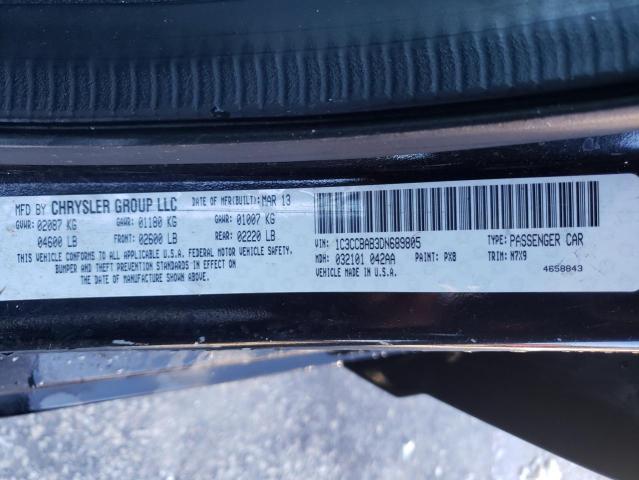 MFD BY CHRYSLER GROUP LLC DATE OF MFR(BUILT) MAR 13
GVWR: 02087 KG GAWR: 01180 KG GAWR: 01007 KG
04600 LB FRONT: 02600 LB REAR: 02220 LB
THIS VEHICLE CONFORMS TO ALL APPLICABLE U.S.A. FEDERAL MOTOR VEHICLE SAFETY,
BUMPER AND THEFT PREVENTION STANDARDS IN EFFECT ON
THE DATE OF MANUFACTURE SHOWN ABOVE.
VIN: 1C3CCBAB3DN689805 TYPE: PASSENGER CAR
MDH: 032101 042AA PAINT: PX8 TRIM: M7X9
VEHICLE MADE IN U.S.A. 4658843